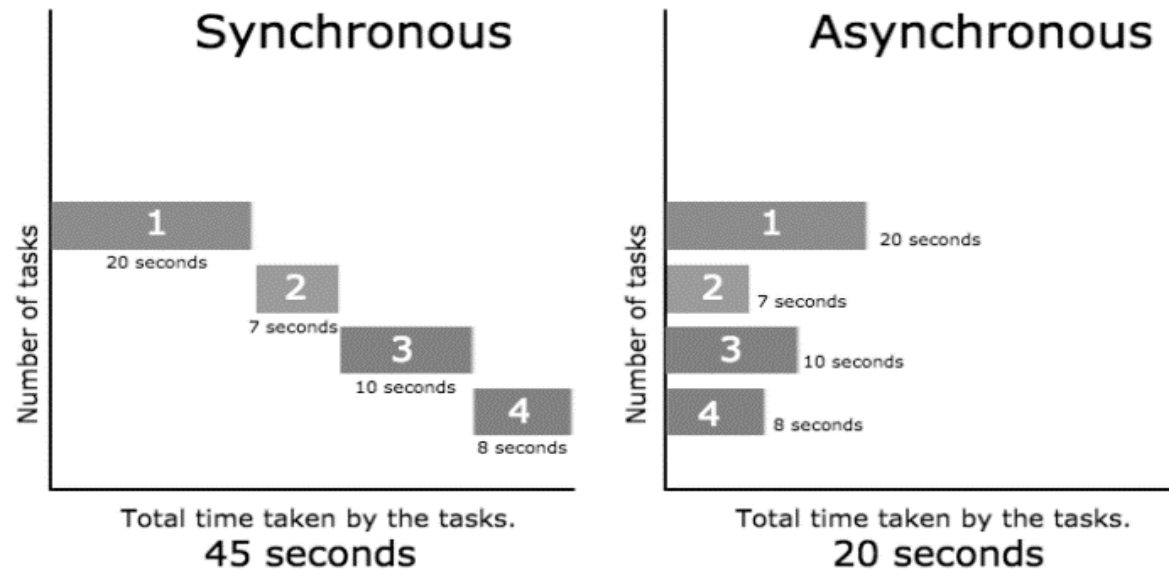 Synchronous
Number of tasks
1
20 seconds
2
7 seconds
3
10 seconds
4
8 seconds
Total time taken by the tasks.
45 seconds
Asynchronous
Number of tasks
1
20 seconds
2
7 seconds
3
10 seconds
4
8 seconds
Total time taken by the tasks.
20 seconds